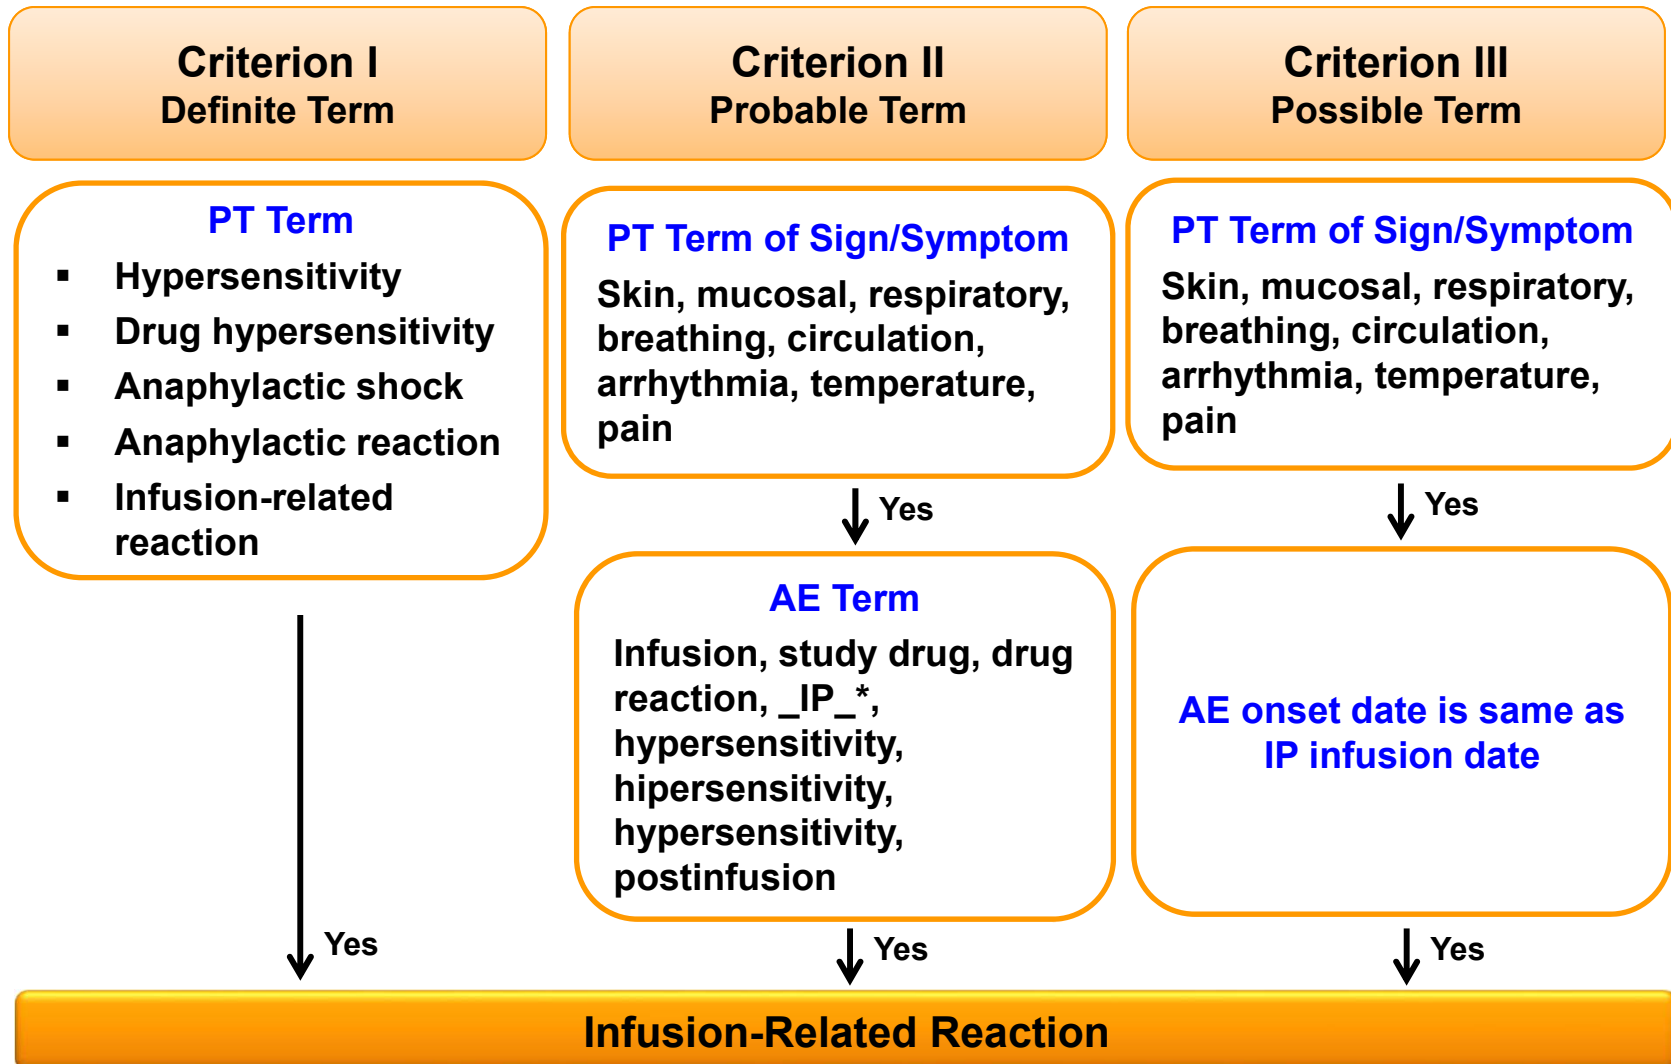 Criterion I
Definite Term
Criterion II
Probable Term
Criterion III
Possible Term
PT Term
▪ Hypersensitivity
▪ Drug hypersensitivity
▪ Anaphylactic shock
▪ Anaphylactic reaction
▪ Infusion-related
reaction
Yes
PT Term of Sign/Symptom
Skin, mucosal, respiratory,
breathing, circulation,
arrhythmia, temperature,
pain
Yes
AE Term
Infusion, study drug, drug
reaction, _IP_*,
hypersensitivity,
hipersensitivity,
hypersensitivity,
postinfusion
Yes
PT Term of Sign/Symptom
Skin, mucosal, respiratory,
breathing, circulation,
arrhythmia, temperature,
pain
Yes
AE onset date is same as
IP infusion date
Yes
Infusion-Related Reaction